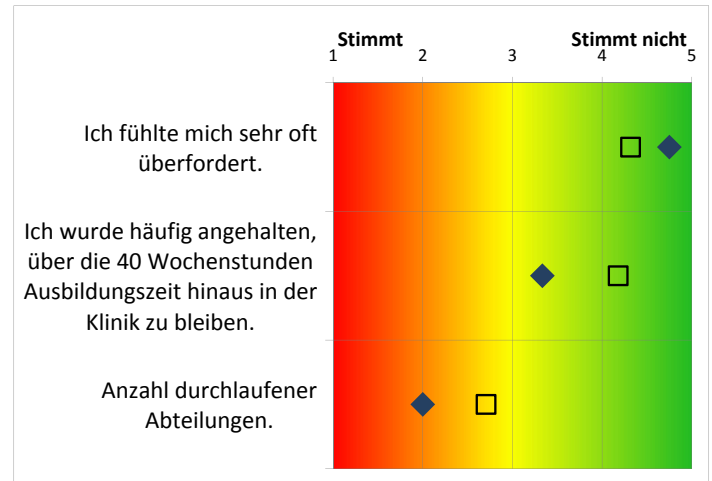 Stimmt Stimmt nicht
1 2 3 4 5
Ich fühlte mich sehr oft
überfordert.
Ich wurde häufig angehalten,
über die 40 Wochenstunden
Ausbildungszeit hinaus in der
Klinik zu bleiben.
Anzahl durchlaufener
Abteilungen.